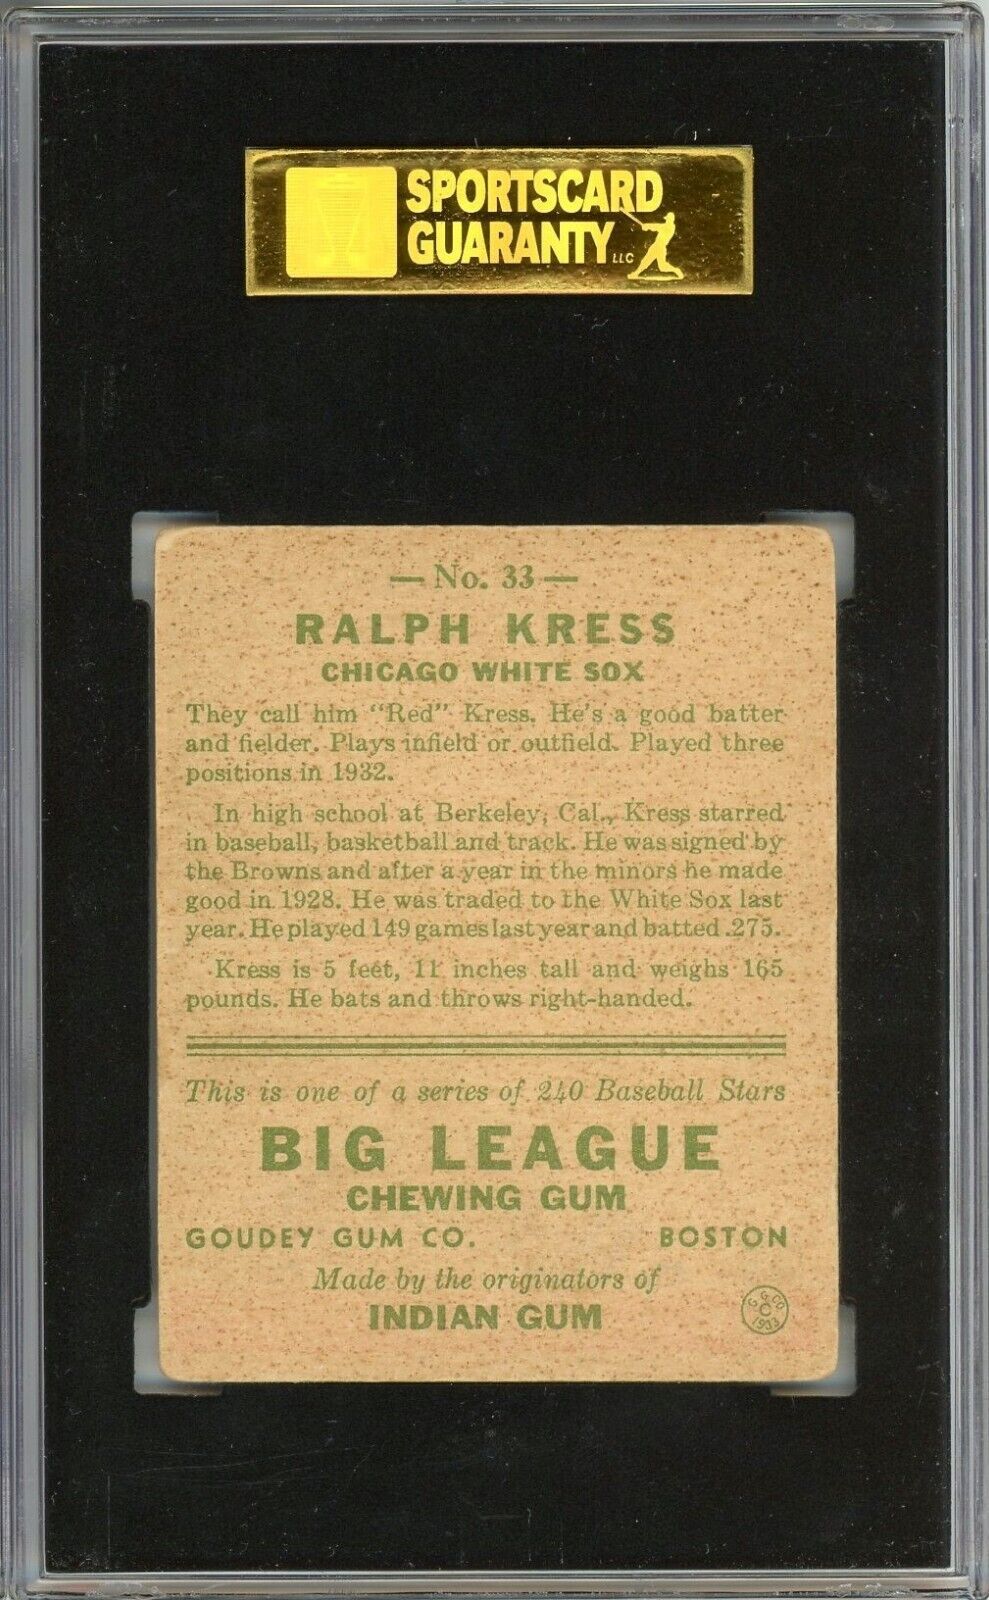 SPORTSCARD
GUARANTY LLC
— No. 33 —
RALPH KRESS
CHICAGO WHITE SOX
They call him "Red" Kress. He's a good batter
and fielder. Plays infield or outfield. Played three
positions in 1932.
In high school at Berkeley, Cal., Kress starred
in baseball, basketball and track. He was signed by
the Browns and after a year in the minors he made
good in 1928. He was traded to the White Sox last
year. He played 149 games last year and batted .275.
Kress is 5 feet, 11 inches tall and weighs 165
pounds. He bats and throws right-handed.
This is one of a series of 240 Baseball Stars
BIG LEAGUE
CHEWING GUM
GOUDEY GUM CO. BOSTON
Made by the originators of
INDIAN GUM
G. G. CO.
C
1933